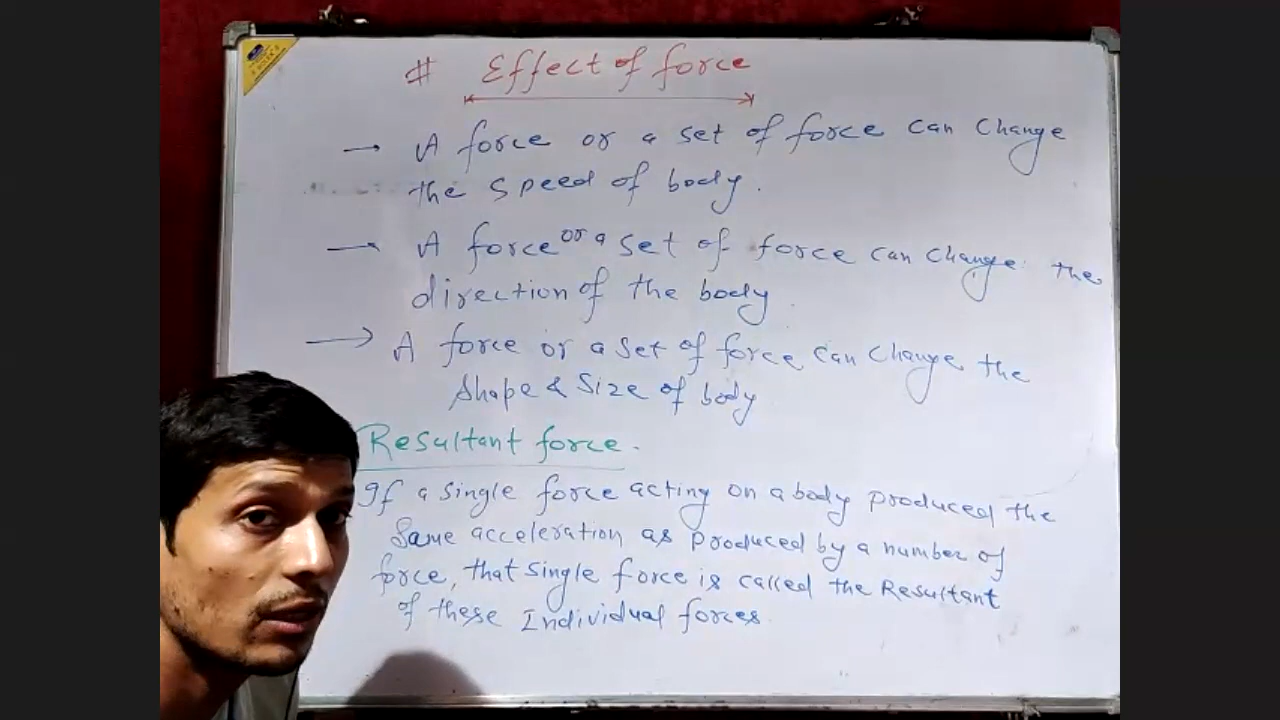 # Effect of force
→ A force or a set of force can change
the speed of body.
→ A force or a set of force can change the
direction of the body.
→ A force or a set of force can change the
Shape & Size of body
Resultant force.
If a single force acting on a body produced the
Same acceleration as produced by a number of
force, that single force is called the Resultant
of these Individual forces.